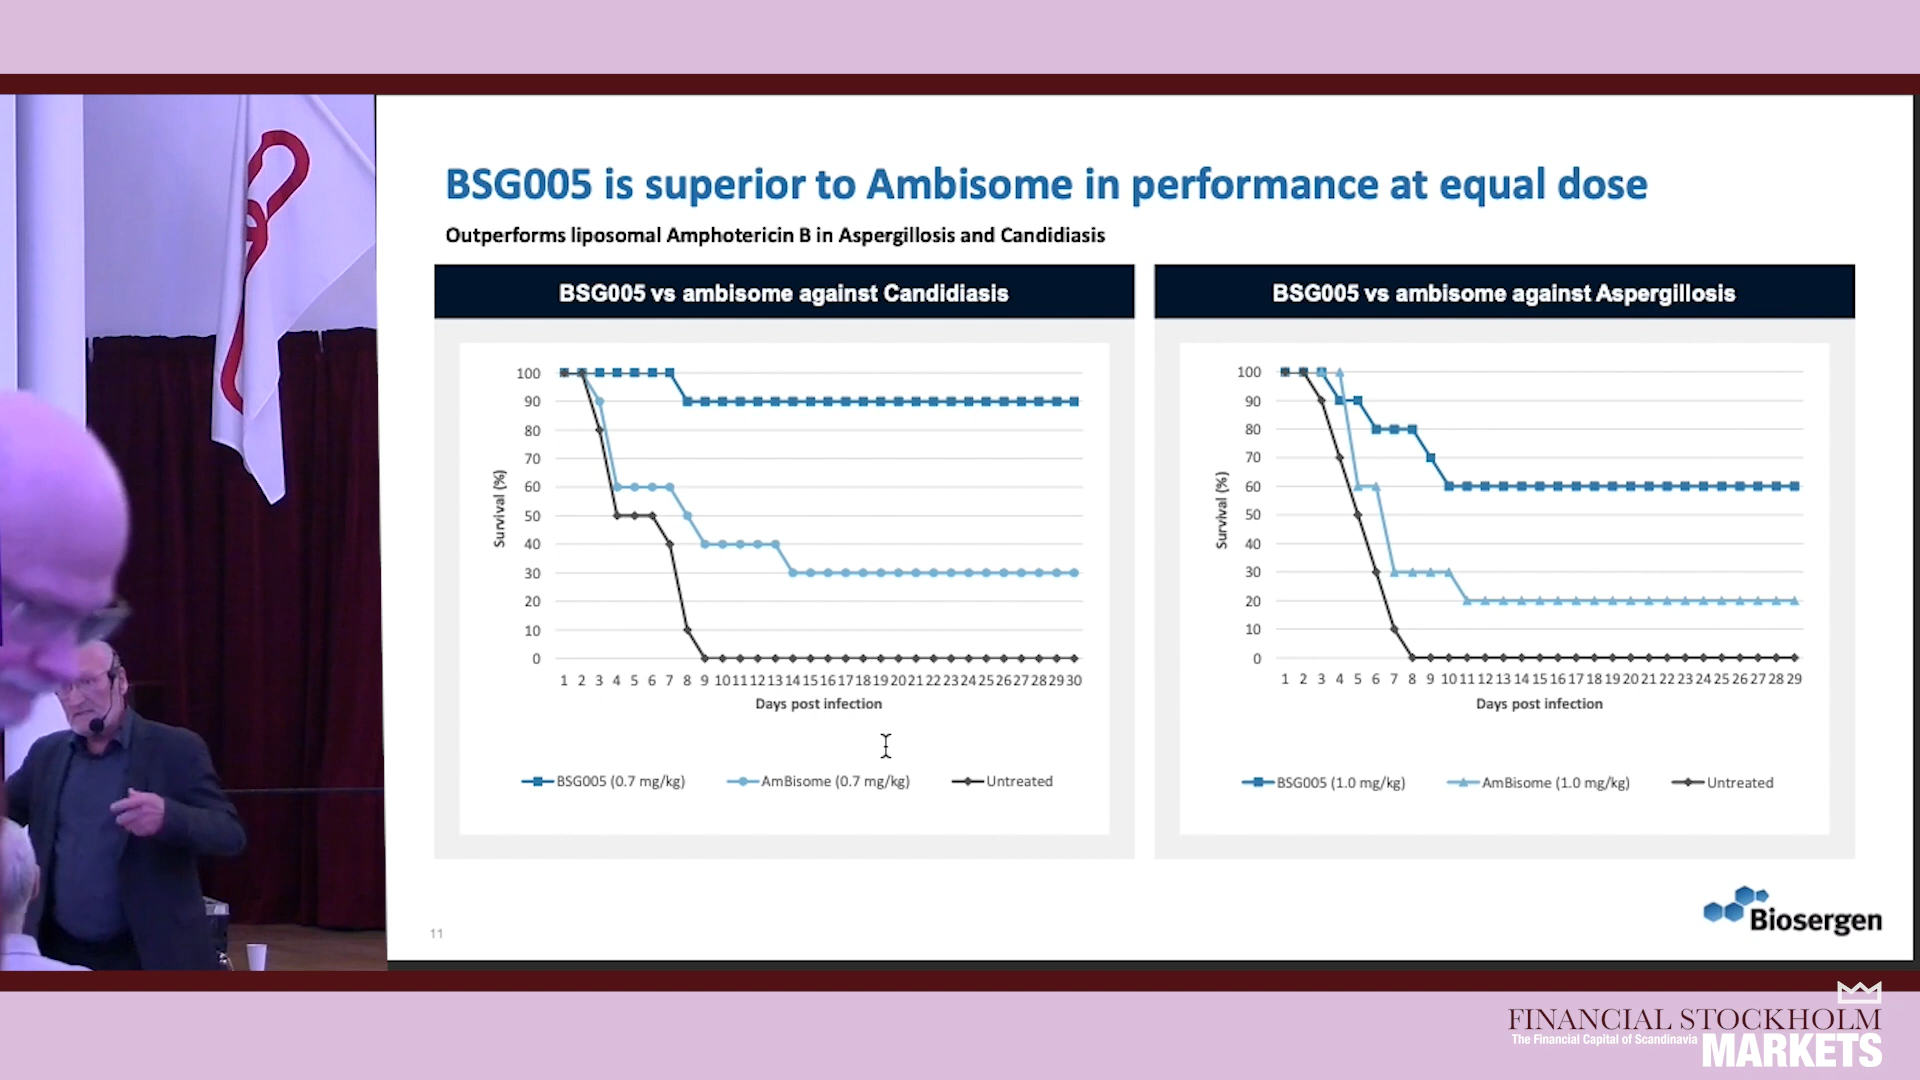 BSG005 is superior to Ambisome in performance at equal dose
Outperforms liposomal Amphotericin B in Aspergillosis and Candidiasis
BSG005 vs ambisome against Candidiasis
100
90
80
70
60
50
40
30
20
10
0
Survival (%)
1 2 3 4 5 6 7 8 9 10 11 12 13 14 15 16 17 18 19 20 21 22 23 24 25 26 27 28 29 30
Days post infection
BSG005 (0.7 mg/kg) AmBisome (0.7 mg/kg) Untreated
BSG005 vs ambisome against Aspergillosis
100
90
80
70
60
50
40
30
20
10
0
Survival (%)
1 2 3 4 5 6 7 8 9 10 11 12 13 14 15 16 17 18 19 20 21 22 23 24 25 26 27 28 29
Days post infection
BSG005 (1.0 mg/kg) AmBisome (1.0 mg/kg) Untreated
11
Biosergen
FINANCIAL STOCKHOLM
The Financial Capital of Scandinavia
MARKETS